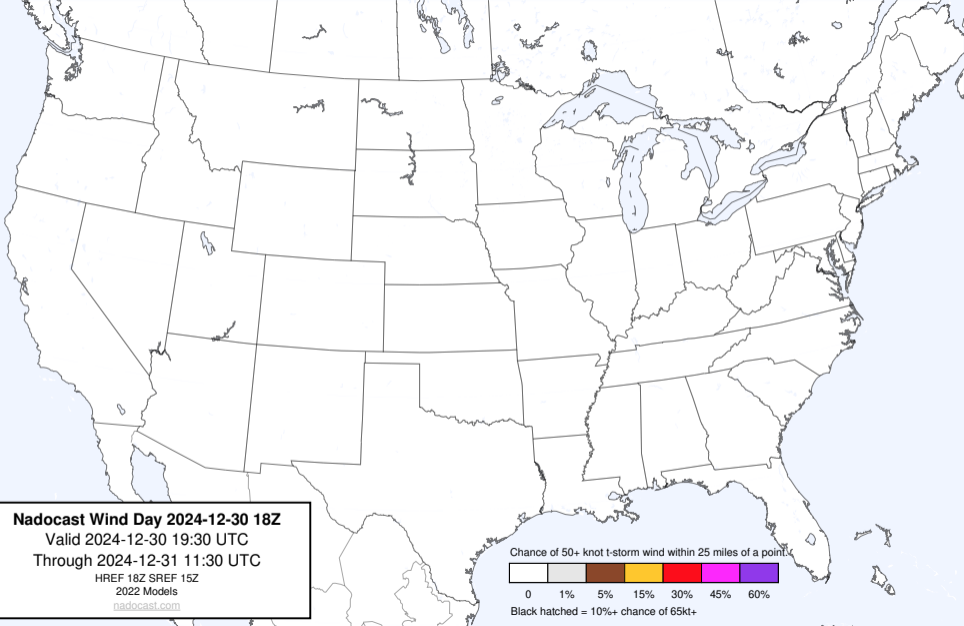 Nadocast Wind Day 2024-12-30 18Z
Valid 2024-12-30 19:30 UTC
Through 2024-12-31 11:30 UTC
HREF 18Z SREF 15Z
2022 Models
nadocast.com
Chance of 50+ knot t-storm wind within 25 miles of a point.
0 1% 5% 15% 30% 45% 60%
Black hatched = 10%+ chance of 65kt+